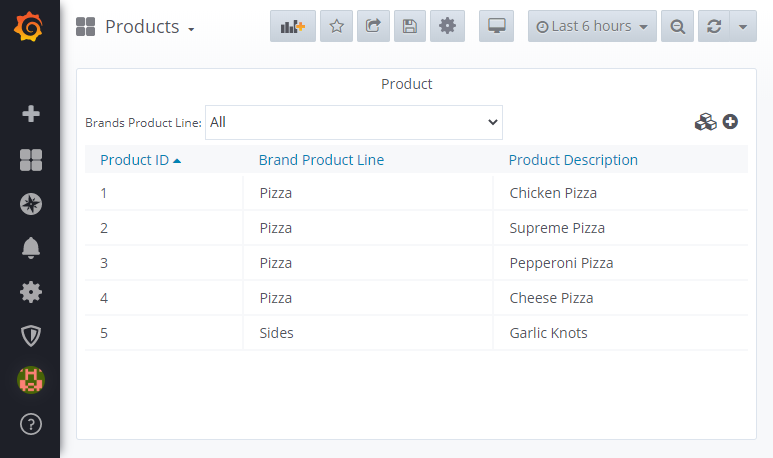 Products
Last 6 hours
Product
Brands Product Line: All
Product ID Brand Product Line Product Description
1 Pizza Chicken Pizza
2 Pizza Supreme Pizza
3 Pizza Pepperoni Pizza
4 Pizza Cheese Pizza
5 Sides Garlic Knots